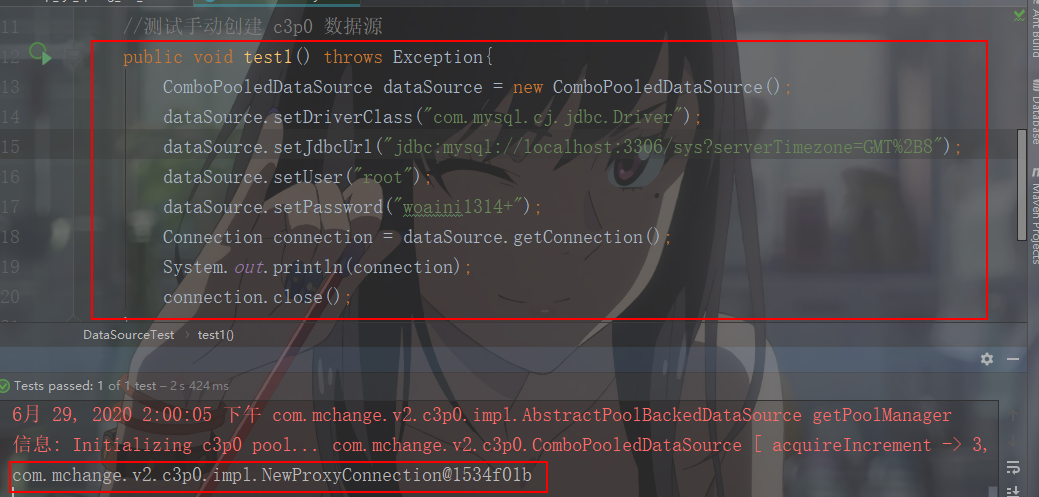 11 //测试手动创建 c3p0 数据源
12 public void test1() throws Exception{
13 ComboPooledDataSource dataSource = new ComboPooledDataSource();
14 dataSource.setDriverClass("com.mysql.cj.jdbc.Driver");
15 dataSource.setJdbcUrl("jdbc:mysql://localhost:3306/sys?serverTimezone=GMT%2B8");
16 dataSource.setUser("root");
17 dataSource.setPassword("woaini1314+");
18 Connection connection = dataSource.getConnection();
19 System.out.println(connection);
20 connection.close();
Ant Build
Database
Maven Projects
DataSourceTest test1()
Tests passed: 1 of 1 test – 2 s 424 ms
6月 29, 2020 2:00:05 下午 com.mchange.v2.c3p0.impl.AbstractPoolBackedDataSource getPoolManager
信息: Initializing c3p0 pool... com.mchange.v2.c3p0.ComboPooledDataSource [ acquireIncrement -> 3,
com.mchange.v2.c3p0.impl.NewProxyConnection@1534f01b